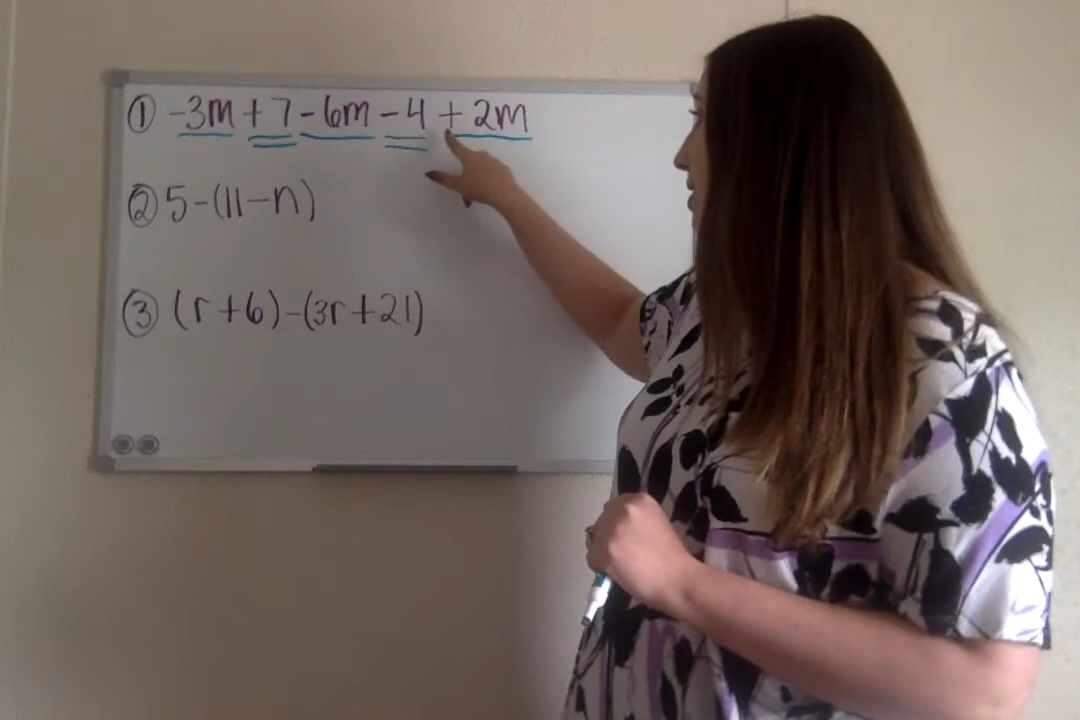 ① -3m + 7 - 6m - 4 + 2m
② 5-(11-n)
③ (r+6)-(3r+21)